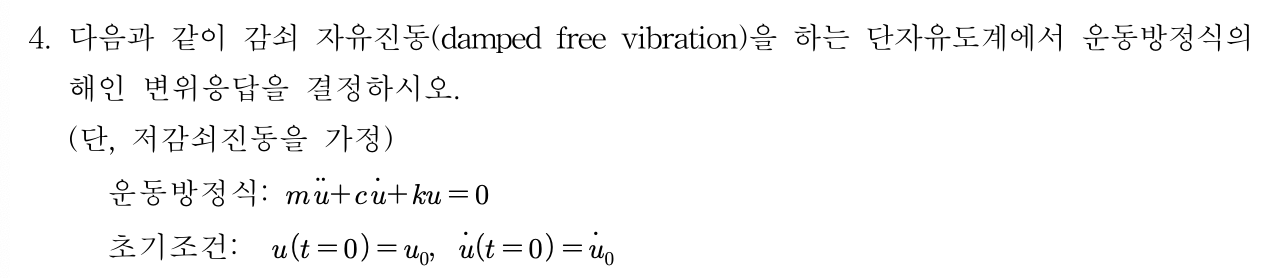 4. 다음과 같이 감쇠 자유진동(damped free vibration)을 하는 단자유도계에서 운동방정식의
해인 변위응답을 결정하시오.
(단, 저감쇠진동을 가정)
운동방정식: mü+cu̇+ku=0
초기조건: u(t=0)=u₀, u̇(t=0)=u̇₀